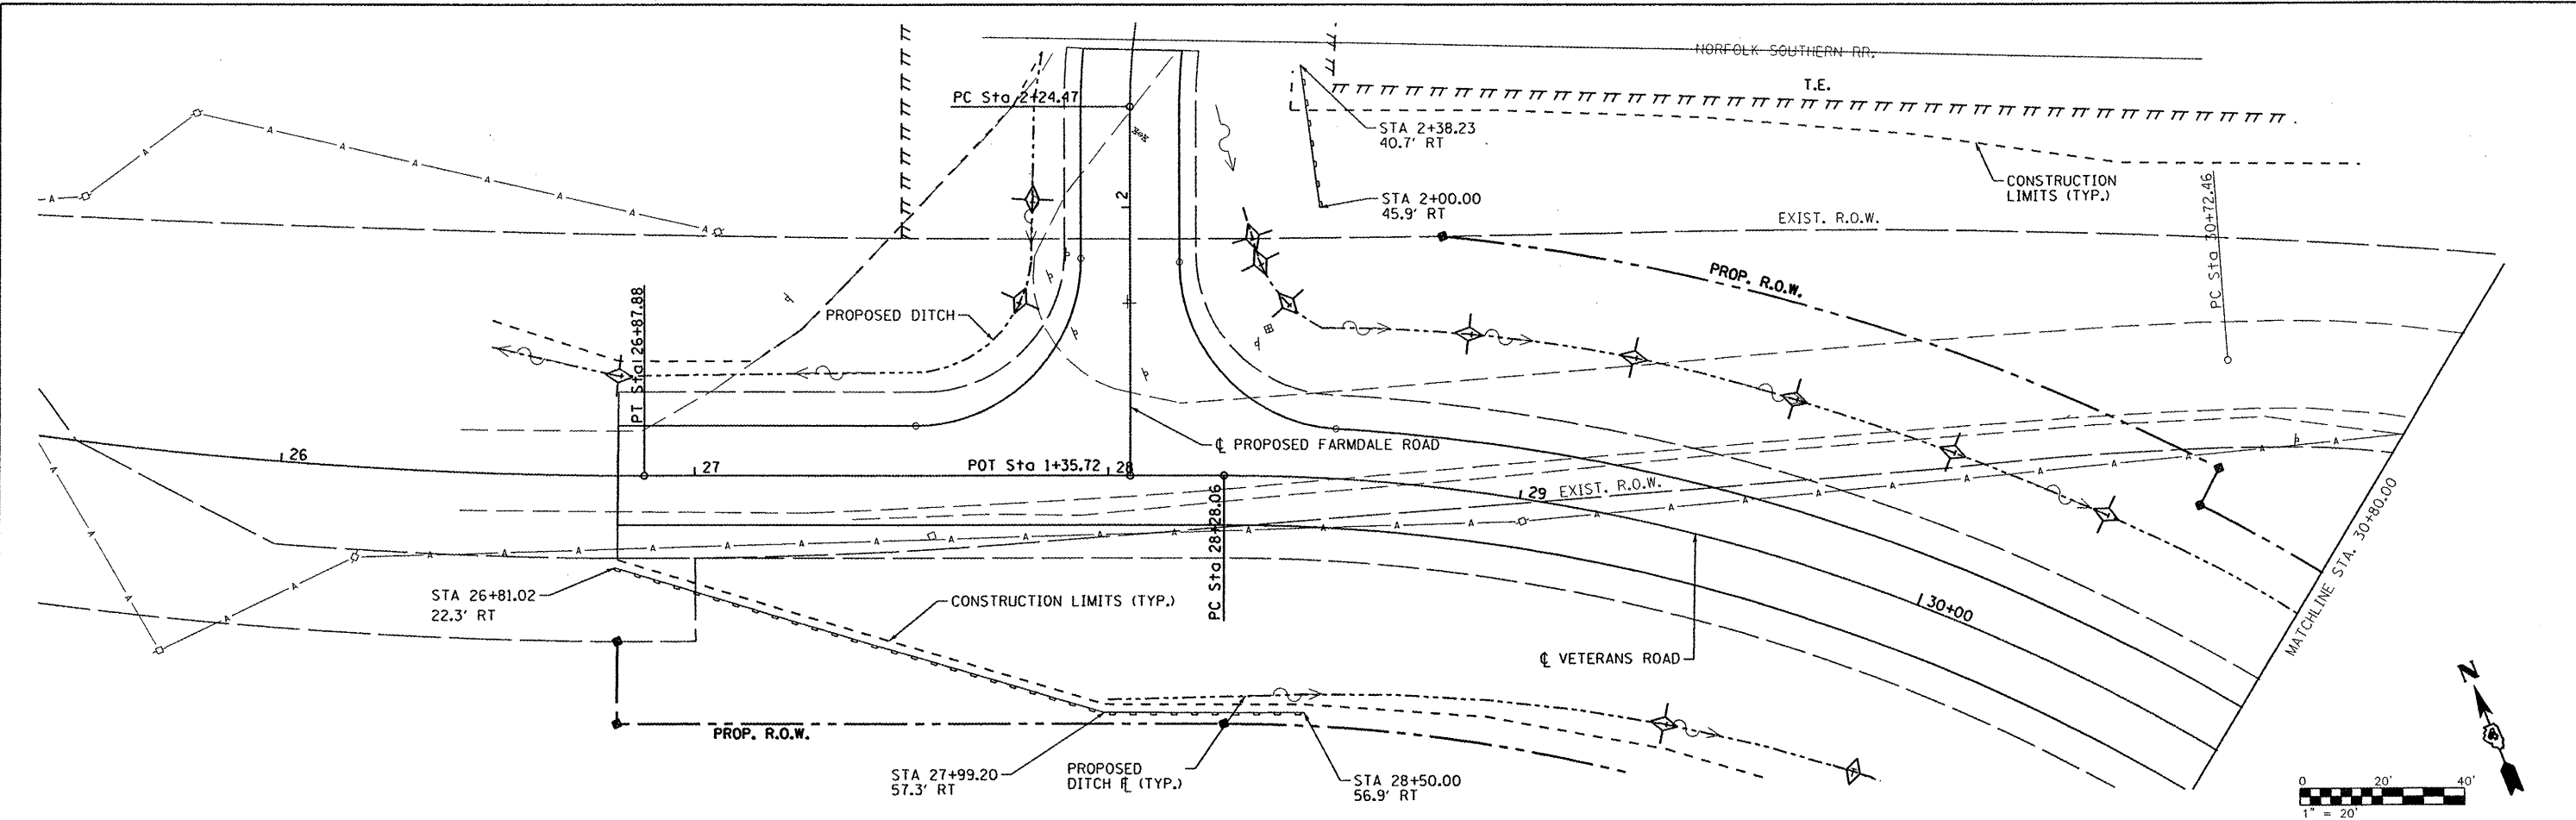 NORFOLK SOUTHERN RR.
T.E.
PC Sta 2+24.47
STA 2+38.23
40.7' RT
CONSTRUCTION
LIMITS (TYP.)
STA 2+00.00
45.9' RT
2
EXIST. R.O.W.
PC Sta 30+72.46
PROP. R.O.W.
PT Sta 26+87.88
PROPOSED DITCH
℄ PROPOSED FARMDALE ROAD
26
27
POT Sta 1+35.72
28
29
EXIST. R.O.W.
PC Sta 28+28.06
MATCHLINE STA. 30+80.00
STA 26+81.02
22.3' RT
CONSTRUCTION LIMITS (TYP.)
30+00
℄ VETERANS ROAD
N
PROP. R.O.W.
STA 27+99.20
57.3' RT
PROPOSED
DITCH ℄ (TYP.)
STA 28+50.00
56.9' RT
0 20' 40'
1" = 20'
A A A A A A A A